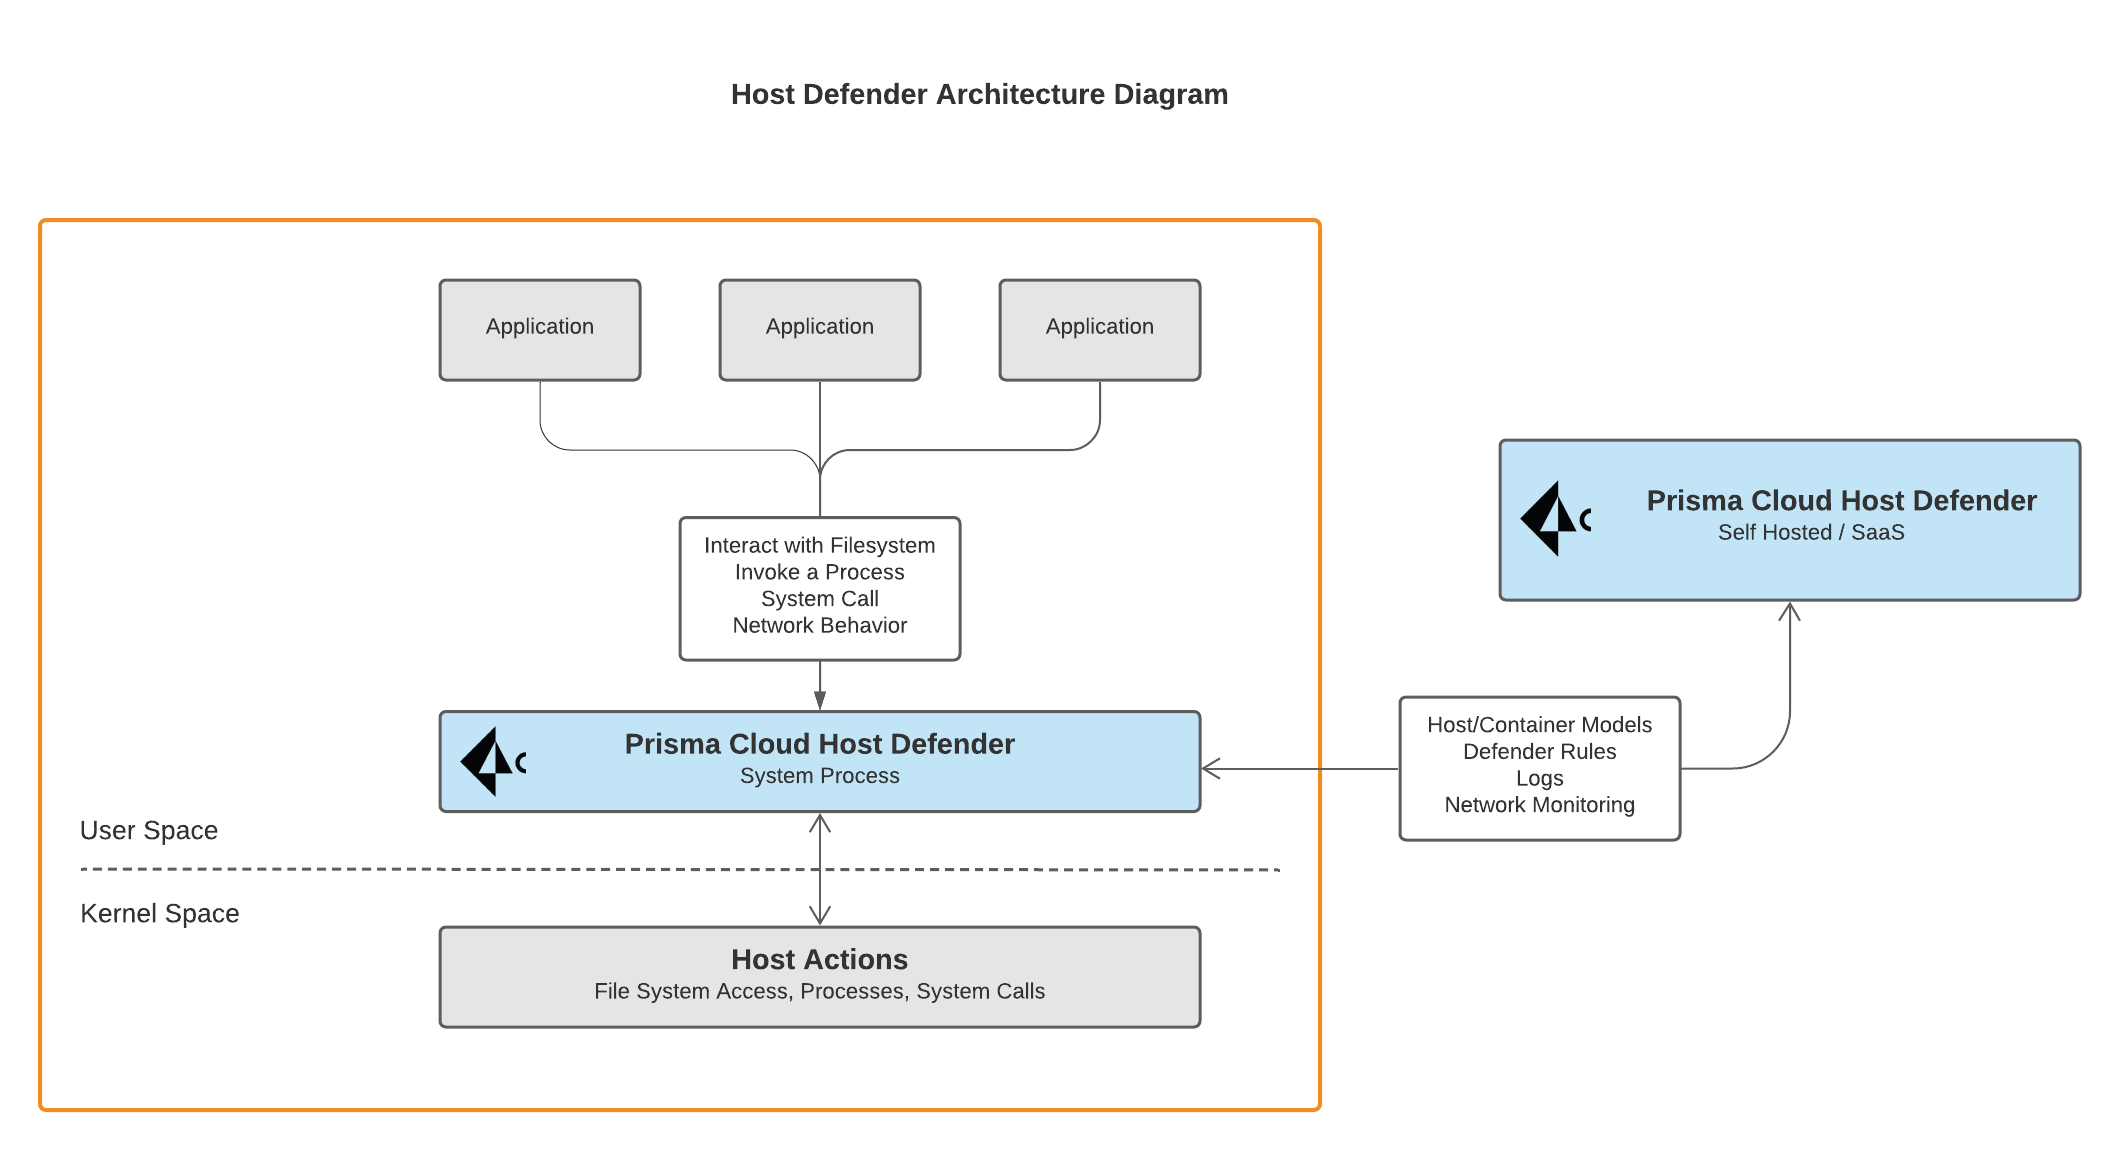 Host Defender Architecture Diagram
Application
Application
Application
Interact with Filesystem
Invoke a Process
System Call
Network Behavior
Prisma Cloud Host Defender
System Process
User Space
Kernel Space
Host Actions
File System Access, Processes, System Calls
Prisma Cloud Host Defender
Self Hosted / SaaS
Host/Container Models
Defender Rules
Logs
Network Monitoring